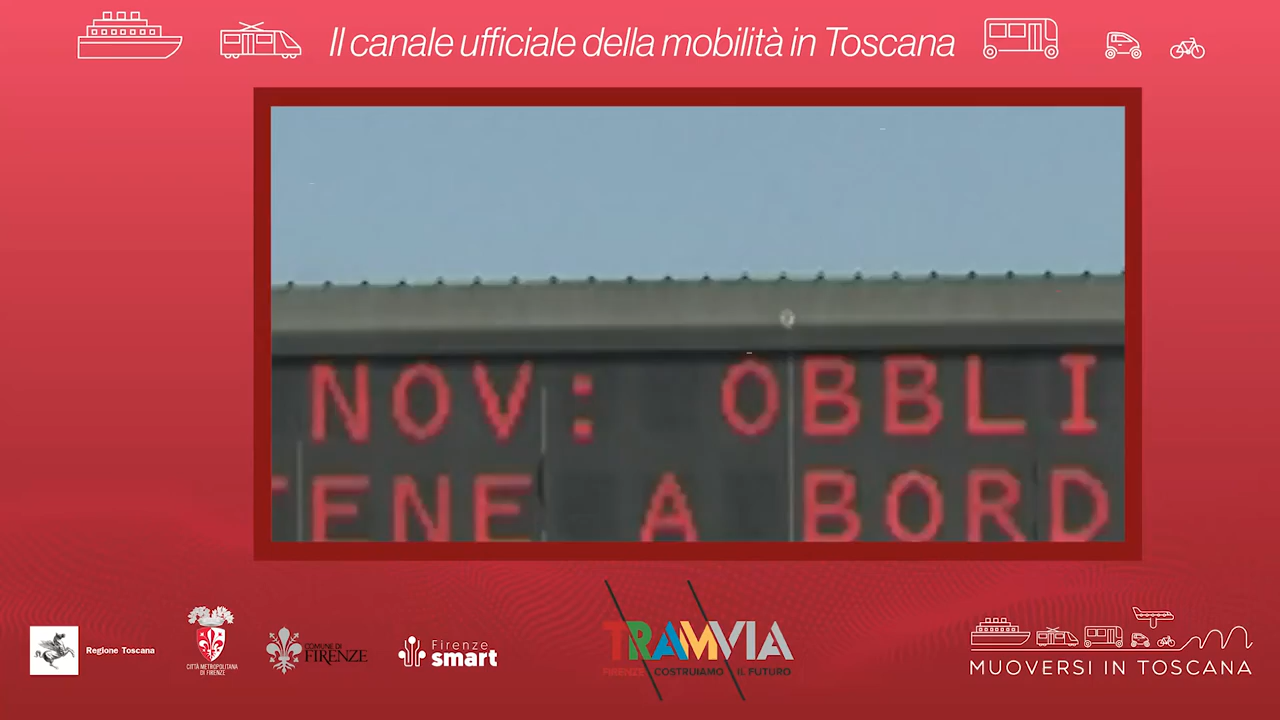 Il canale ufficiale della mobilità in Toscana
NOV: OBBLI
TENE A BORD
Regione Toscana
CITTÀ METROPOLITANA
DI FIRENZE
COMUNE DI
FIRENZE
Firenze
smart
TRAMVIA
FIRENZE COSTRUIAMO IL FUTURO
MUOVERSI IN TOSCANA